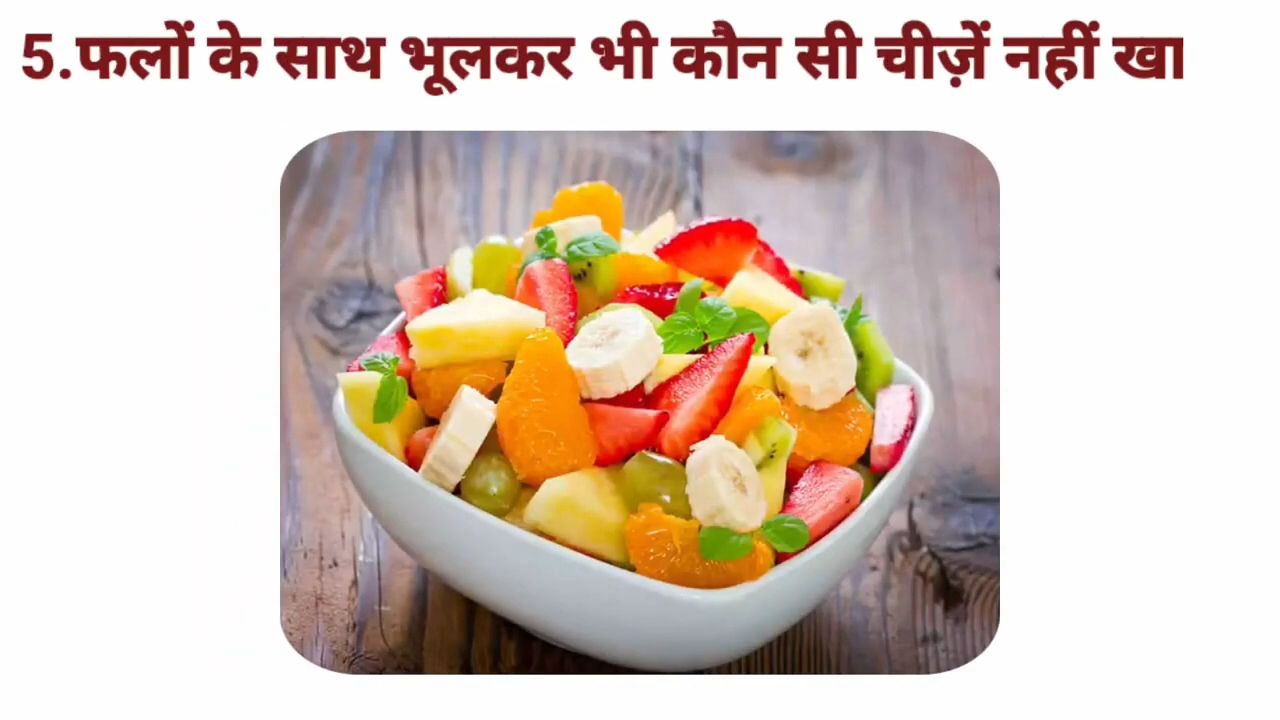 5.फलों के साथ भूलकर भी कौन सी चीज़ें नहीं खा